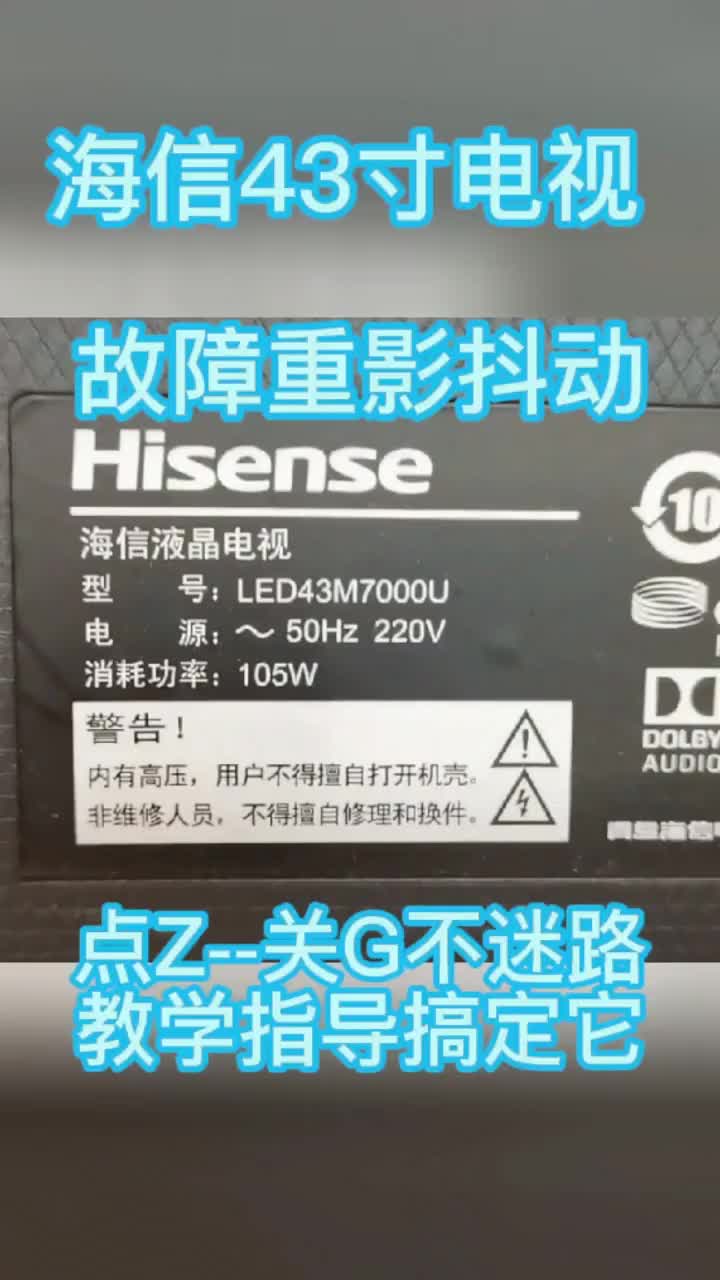 海信43寸电视
故障重影抖动
Hisense
海信液晶电视
型 号：LED43M7000U
电 源：～ 50Hz 220V
消耗功率：105W
警告！
内有高压，用户不得擅自打开机壳。
非维修人员，不得擅自修理和换件。
10
DOLBY
AUDIO
点Z--关G不迷路
教学指导搞定它